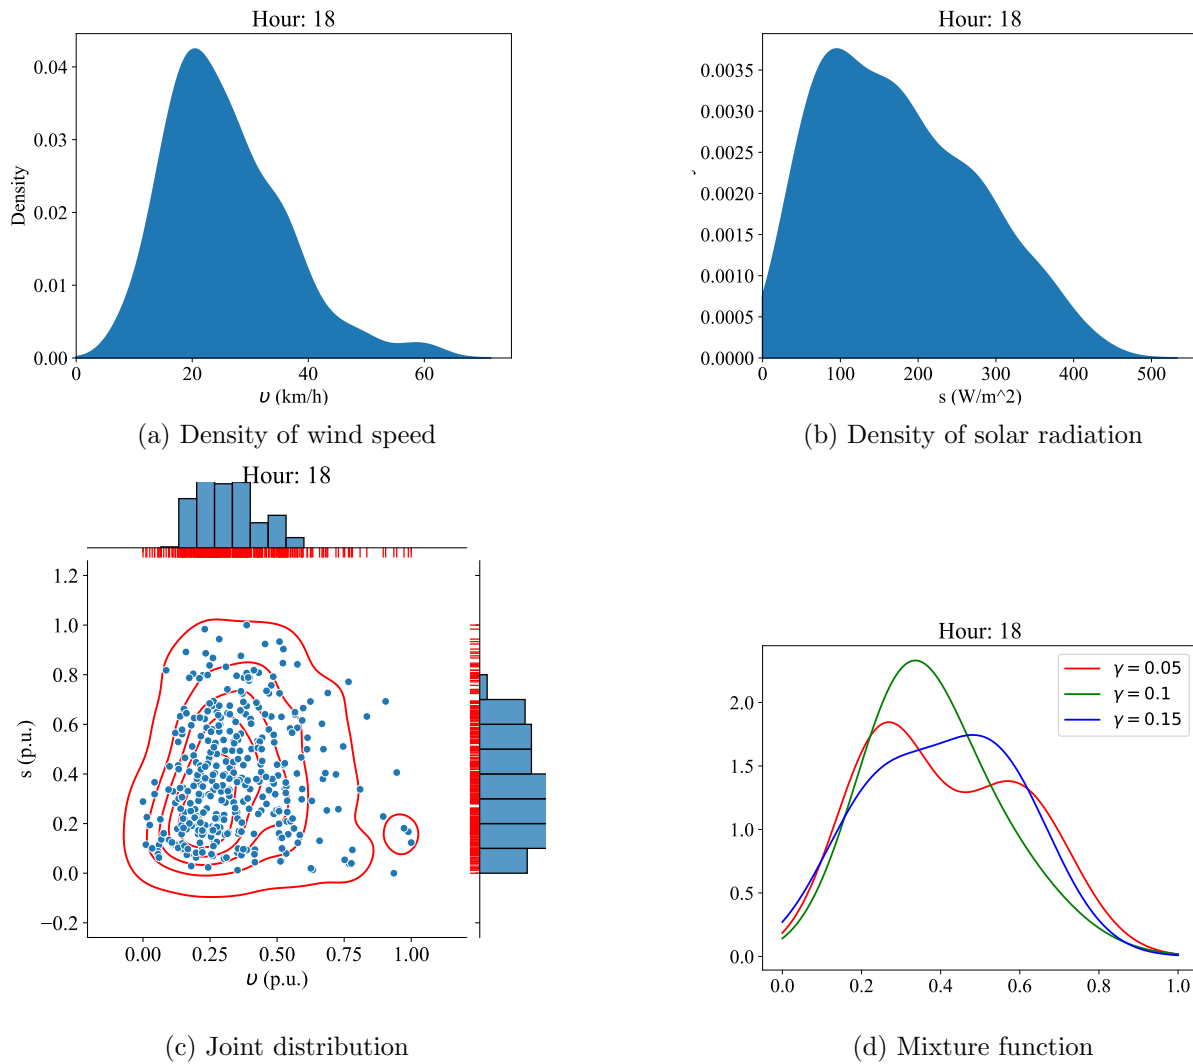 Hour: 18
Density
0.04
0.03
0.02
0.01
0.00
0 20 40 60
υ (km/h)
(a) Density of wind speed
Hour: 18
0.0035
0.0030
0.0025
0.0020
0.0015
0.0010
0.0005
0.0000
0 100 200 300 400 500
s (W/m^2)
(b) Density of solar radiation
Hour: 18
s (p.u.)
1.2
1.0
0.8
0.6
0.4
0.2
0.0
−0.2
0.00 0.25 0.50 0.75 1.00
υ (p.u.)
(c) Joint distribution
Hour: 18
γ = 0.05
γ = 0.1
γ = 0.15
2.0
1.5
1.0
0.5
0.0
0.0 0.2 0.4 0.6 0.8 1.0
(d) Mixture function